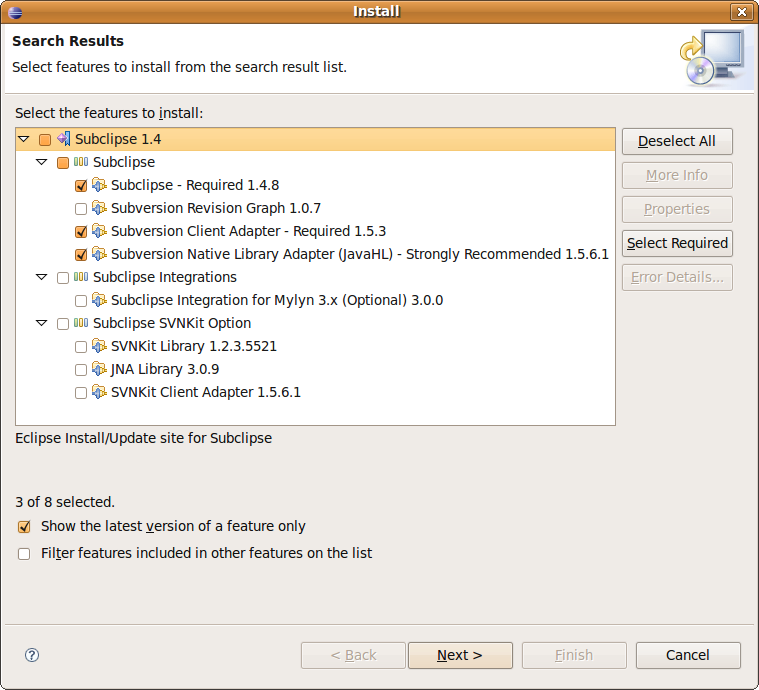 Install
Search Results
Select features to install from the search result list.
Select the features to install:
Subclipse 1.4
Deselect All
Subclipse
Subclipse - Required 1.4.8
More Info
Subversion Revision Graph 1.0.7
Properties
Subversion Client Adapter - Required 1.5.3
Select Required
Subversion Native Library Adapter (JavaHL) - Strongly Recommended 1.5.6.1
Subclipse Integrations
Error Details...
Subclipse Integration for Mylyn 3.x (Optional) 3.0.0
Subclipse SVNKit Option
SVNKit Library 1.2.3.5521
JNA Library 3.0.9
SVNKit Client Adapter 1.5.6.1
Eclipse Install/Update site for Subclipse
3 of 8 selected.
Show the latest version of a feature only
Filter features included in other features on the list
? < Back Next > Finish Cancel